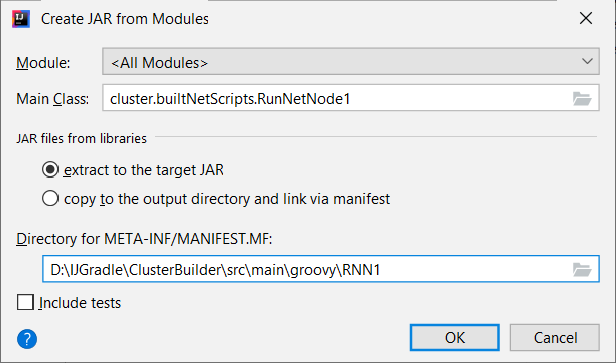 Create JAR from Modules
Module: <All Modules>
Main Class: cluster.builtNetScripts.RunNetNode1
JAR files from libraries
extract to the target JAR
copy to the output directory and link via manifest
Directory for META-INF/MANIFEST.MF:
D:\IJGradle\ClusterBuilder\src\main\groovy\RNN1
Include tests
? OK Cancel